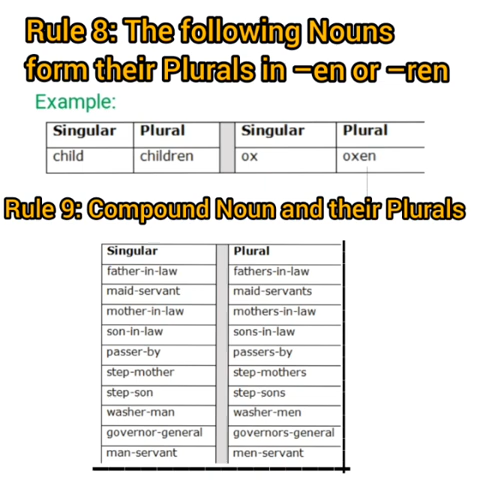 Rule 8: The following Nouns
form their Plurals in –en or –ren
Example:
Singular Plural Singular Plural
child children ox oxen
Rule 9: Compound Noun and their Plurals
Singular Plural
father-in-law fathers-in-law
maid-servant maid-servants
mother-in-law mothers-in-law
son-in-law sons-in-law
passer-by passers-by
step-mother step-mothers
step-son step-sons
washer-man washer-men
governor-general governors-general
man-servant men-servant